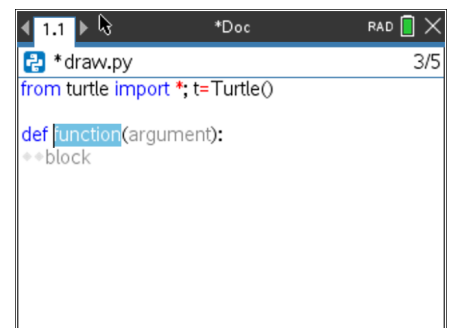 1.1 *Doc RAD
*draw.py 3/5
from turtle import *; t=Turtle()
def function(argument):
◆◆block